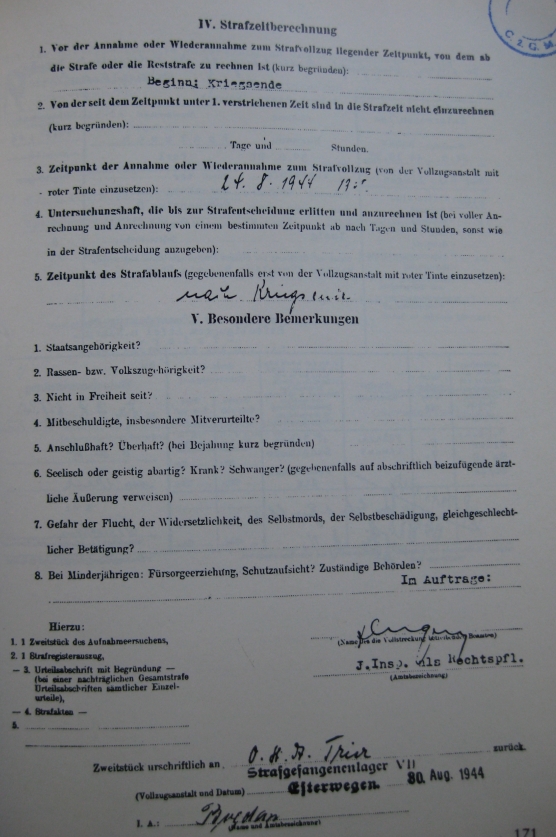 C. z. G. M.
IV. Strafzeitberechnung
1. Vor der Annahme oder Wiederannahme zum Strafvollzug liegender Zeitpunkt, von dem ab
die Strafe oder die Reststrafe zu rechnen ist (kurz begründen):
Beginn: Kriegsende
2. Von der seit dem Zeitpunkt unter 1. verstrichenen Zeit sind in die Strafzeit nicht einzurechnen
(kurz begründen):
Tage und Stunden.
3. Zeitpunkt der Annahme oder Wiederannahme zum Strafvollzug (von der Vollzugsanstalt mit
roter Tinte einzusetzen): 24. 8. 1944
4. Untersuchungshaft, die bis zur Strafentscheidung erlitten und anzurechnen ist (bei voller An-
rechnung und Anrechnung von einem bestimmten Zeitpunkt ab nach Tagen und Stunden, sonst wie
in der Strafentscheidung anzugeben):
5. Zeitpunkt des Strafablaufs (gegebenenfalls erst von der Vollzugsanstalt mit roter Tinte einzusetzen):
nach Kriegsende
V. Besondere Bemerkungen
1. Staatsangehörigkeit?
2. Rassen- bzw. Volkszugehörigkeit?
3. Nicht in Freiheit seit?
4. Mitbeschuldigte, insbesondere Mitverurteilte?
5. Anschlußhaft? Überhaft? (bei Bejahung kurz begründen)
6. Seelisch oder geistig abartig? Krank? Schwanger? (gegebenenfalls auf abschriftlich beizufügende ärzt-
liche Äußerung verweisen)
7. Gefahr der Flucht, der Widersetzlichkeit, des Selbstmords, der Selbstbeschädigung, gleichgeschlecht-
licher Betätigung?
8. Bei Minderjährigen: Fürsorgeerziehung, Schutzaufsicht? Zuständige Behörden?
Im Auftrage:
Hierzu:
1. 1 Zweitstück des Aufnahmeersuchens,
2. 1 Strafregisterauszug,
— 3. Urteilsabschrift mit Begründung —
(bei einer nachträglichen Gesamtstrafe
Urteilsabschriften sämtlicher Einzel-
urteile),
— 4. Strafakten —
5.
(Name des die Vollstreckung leitenden Beamten)
J.Insp. als Rechtspfl.
(Amtsbezeichnung)
Zweitstück urschriftlich an O. St. A. Trier zurück.
Strafgefangenenlager VII
(Vollzugsanstalt und Datum) Esterwegen. 30. Aug. 1944
I. A.:
(Name und Amtsbezeichnung)
171